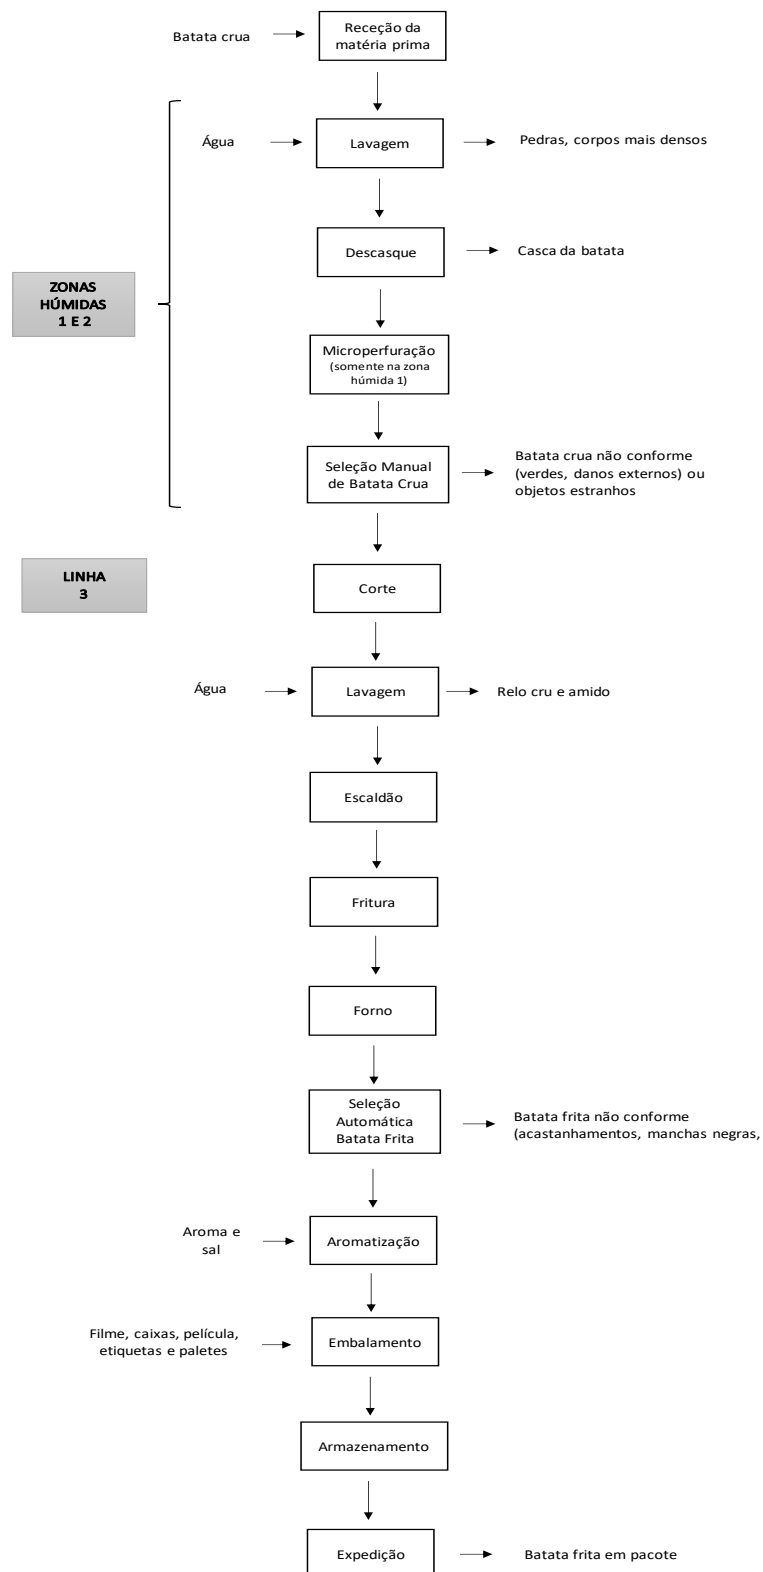 Batata crua
Receção da
matéria prima
Água
Lavagem
Pedras, corpos mais densos
Descasque
Casca da batata
ZONAS
HÚMIDAS
1 E 2
Microperfuração
(somente na zona
húmida 1)
Seleção Manual
de Batata Crua
Batata crua não conforme
(verdes, danos externos) ou
objetos estranhos
LINHA
3
Corte
Água
Lavagem
Relo cru e amido
Escaldão
Fritura
Forno
Seleção
Automática
Batata Frita
Batata frita não conforme
(acastanhamentos, manchas negras,
Aroma e
sal
Aromatização
Filme, caixas, película,
etiquetas e paletes
Embalamento
Armazenamento
Expedição
Batata frita em pacote